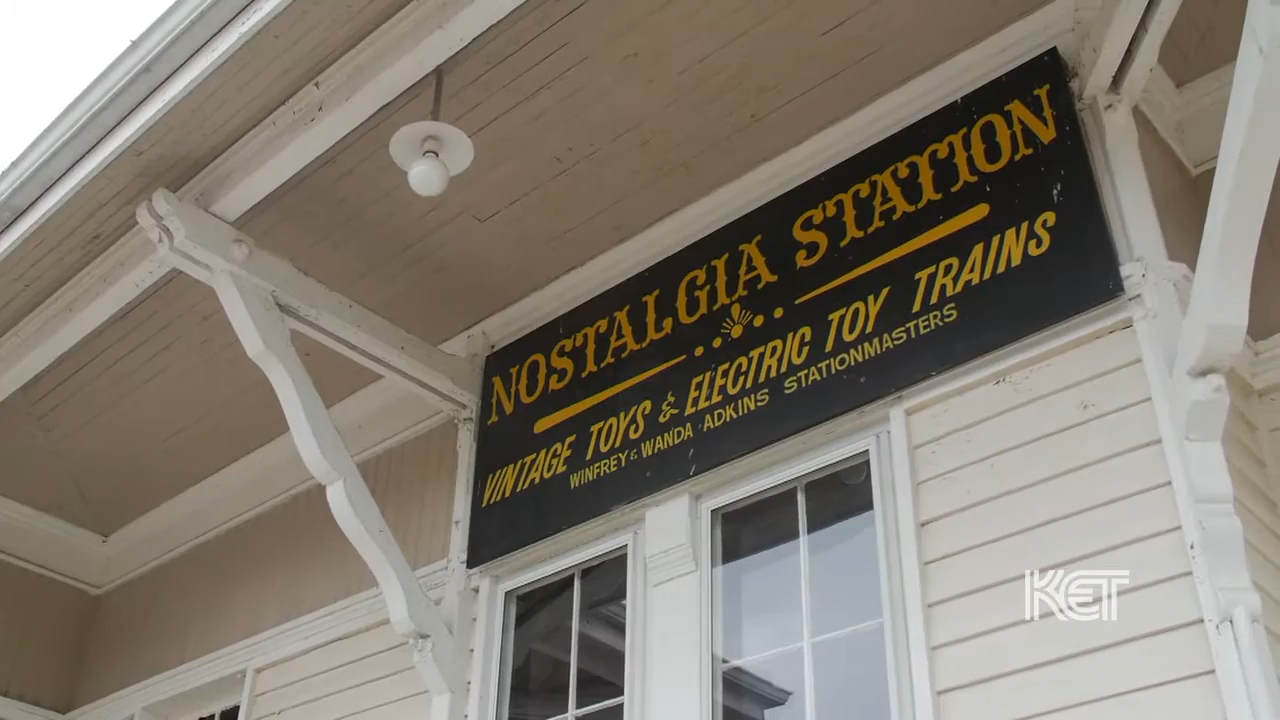 NOSTALGIA STATION
VINTAGE TOYS & ELECTRIC TOY TRAINS
WINFREY & WANDA ADKINS STATIONMASTERS
KET